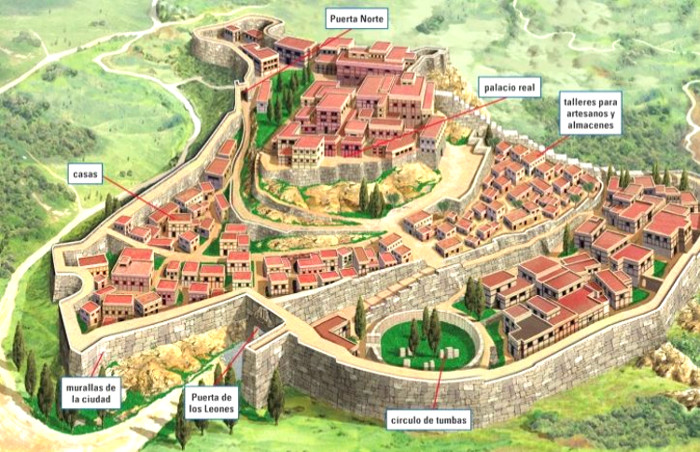 Puerta Norte
palacio real
talleres para
artesanos y
almacenes
casas
murallas de
la ciudad
Puerta de
los Leones
círculo de tumbas